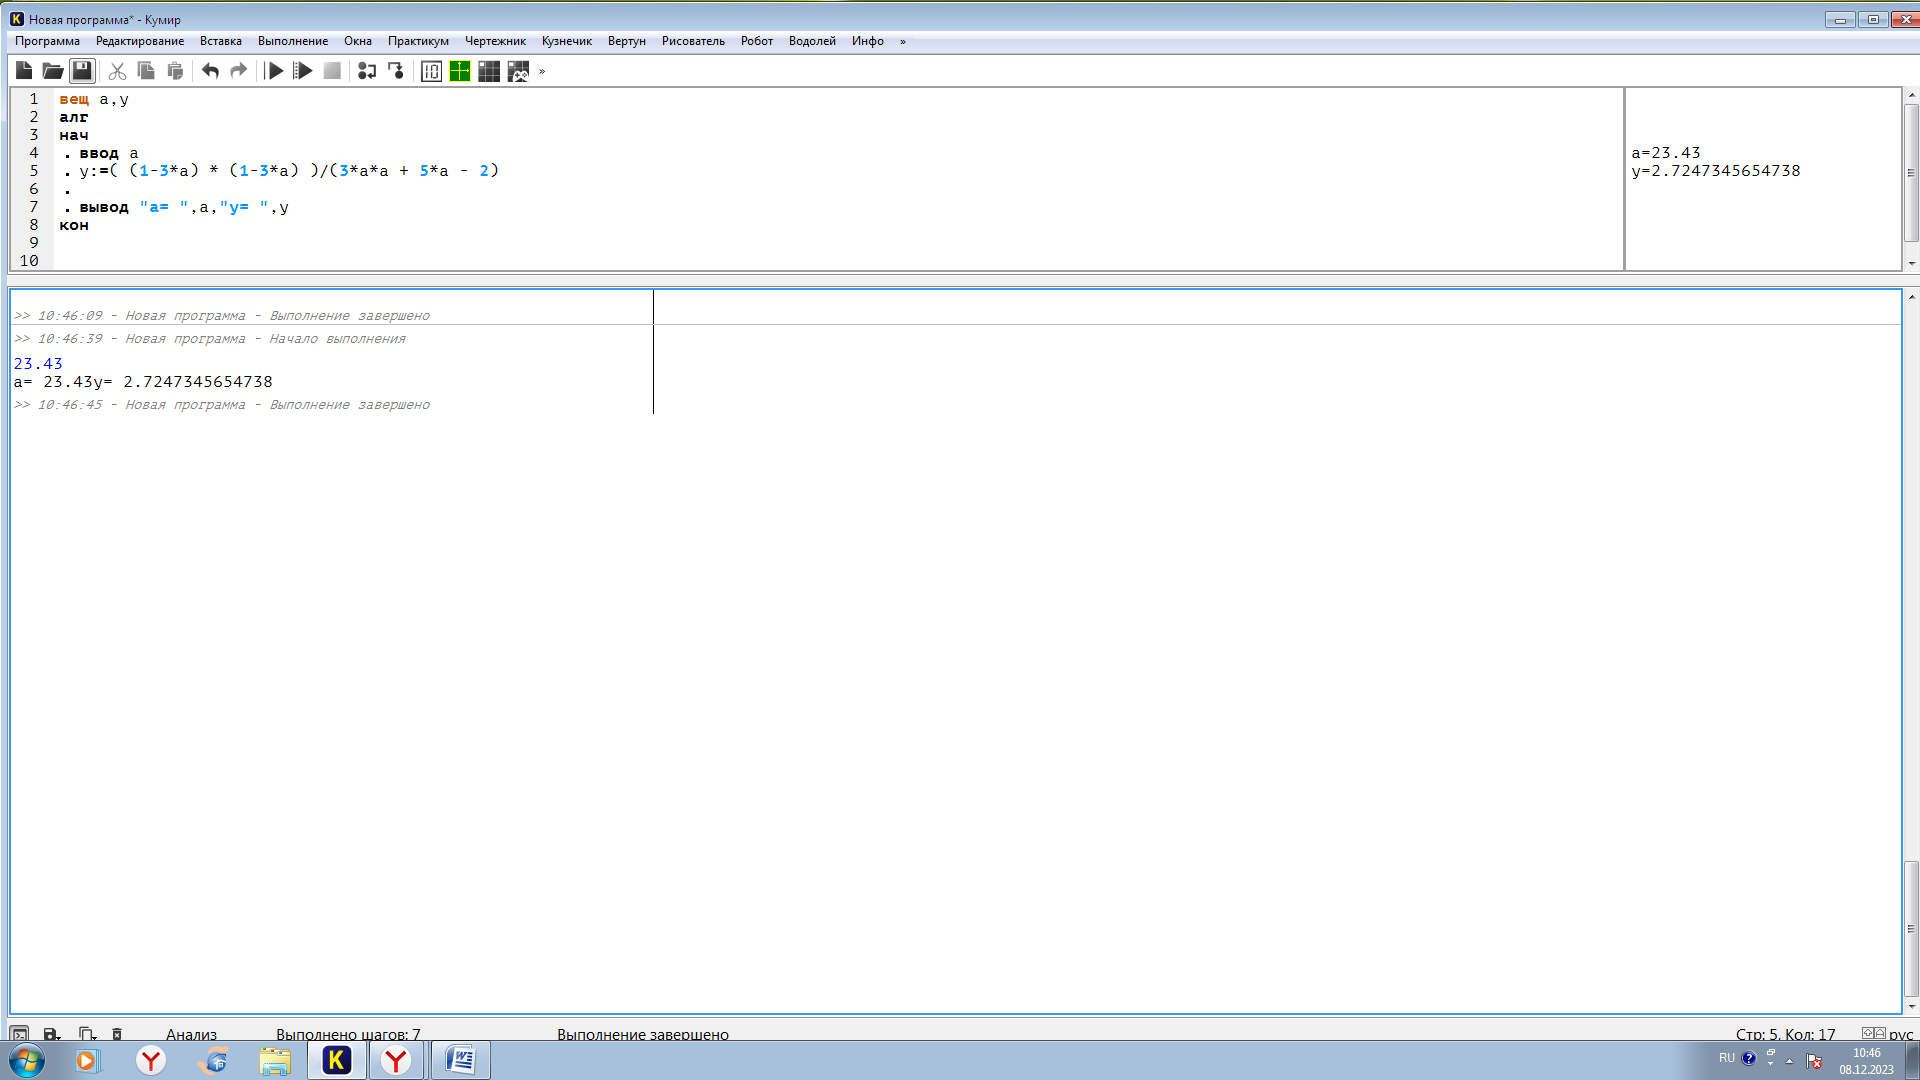 Новая программа* - Кумир
Программа Редактирование Вставка Выполнение Окна Практикум Чертежник Кузнечик Вертун Рисователь Робот Водолей Инфо »
»
1 вещ a,y
2 алг
3 нач
4 . ввод a
5 . y:=( (1-3*a) * (1-3*a) )/(3*a*a + 5*a - 2)
6 .
7 . вывод "a= ",a,"y= ",y
8 кон
9
10
a=23.43
y=2.7247345654738
>> 10:46:09 - Новая программа - Выполнение завершено
>> 10:46:39 - Новая программа - Начало выполнения
23.43
a= 23.43y= 2.7247345654738
>> 10:46:45 - Новая программа - Выполнение завершено
Анализ Выполнено шагов: 7 Выполнение завершено Стр: 5, Кол: 17 рус
RU 10:46
08.12.2023